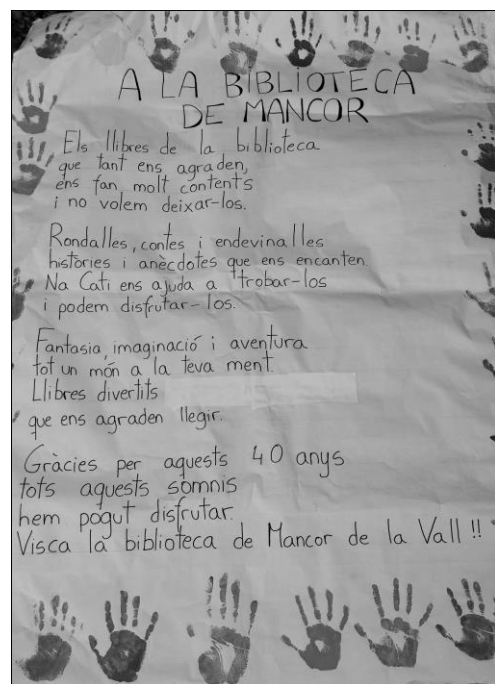 A LA BIBLIOTECA
DE MANCOR
Els llibres de la biblioteca
que tant ens agraden,
ens fan molt contents
i no volem deixar-los.
Rondalles, contes i endevinalles
històries i anècdotes que ens encanten.
Na Cati ens ajuda a trobar-los
i podem disfrutar-los.
Fantasia, imaginació i aventura
tot un món a la teva ment.
Llibres divertits
que ens agraden llegir.
Gràcies per aquests 40 anys
tots aquests somnis
hem pogut disfrutar.
Visca la biblioteca de Mancor de la Vall!!